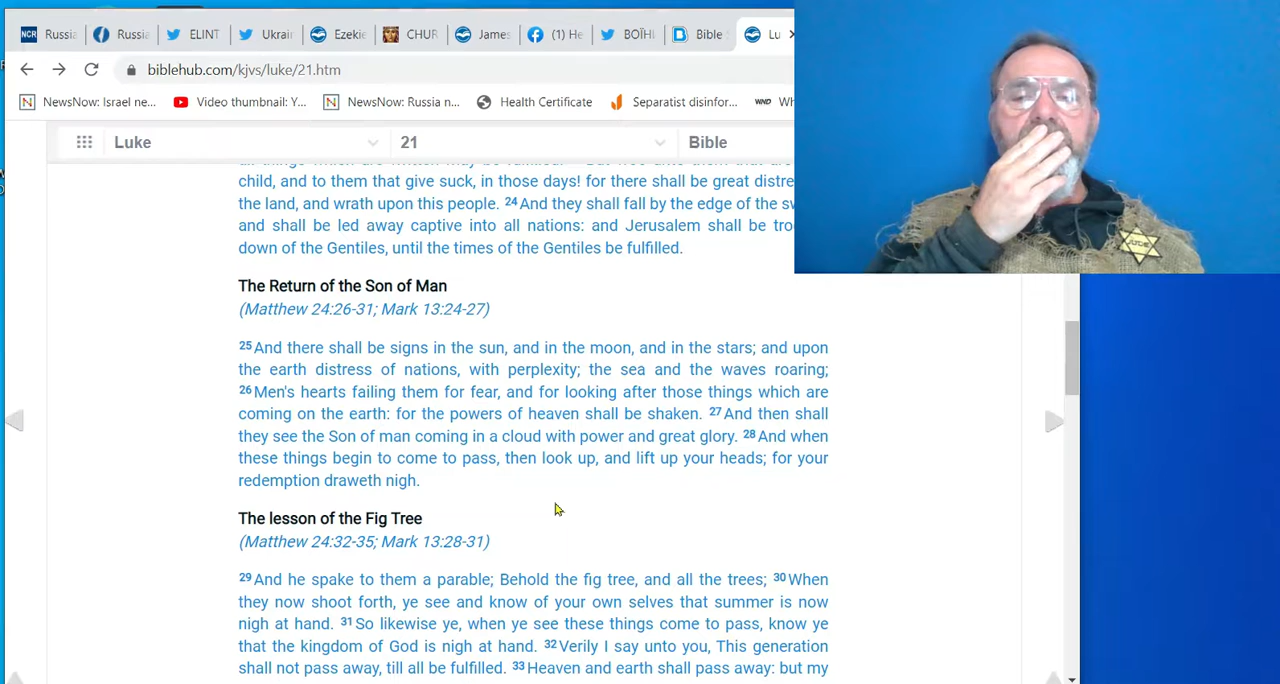 NCR Russia Russia ELINT Ukrai Ezekie CHUR James (1) He BOÏHI Bible Lu
biblehub.com/kjvs/luke/21.htm
NewsNow: Israel ne... Video thumbnail: Y... NewsNow: Russia n... Health Certificate Separatist disinfor... WND Wh
Luke 21 Bible
all things which are written may be fulfilled
child, and to them that give suck, in those days! for there shall be great distre
the land, and wrath upon this people. 24 And they shall fall by the edge of the sw
and shall be led away captive into all nations: and Jerusalem shall be tro
down of the Gentiles, until the times of the Gentiles be fulfilled.
The Return of the Son of Man
(Matthew 24:26-31; Mark 13:24-27)
25 And there shall be signs in the sun, and in the moon, and in the stars; and upon
the earth distress of nations, with perplexity; the sea and the waves roaring;
26 Men's hearts failing them for fear, and for looking after those things which are
coming on the earth: for the powers of heaven shall be shaken. 27 And then shall
they see the Son of man coming in a cloud with power and great glory. 28 And when
these things begin to come to pass, then look up, and lift up your heads; for your
redemption draweth nigh.
The lesson of the Fig Tree
(Matthew 24:32-35; Mark 13:28-31)
29 And he spake to them a parable; Behold the fig tree, and all the trees; 30 When
they now shoot forth, ye see and know of your own selves that summer is now
nigh at hand. 31 So likewise ye, when ye see these things come to pass, know ye
that the kingdom of God is nigh at hand. 32 Verily I say unto you, This generation
shall not pass away, till all be fulfilled. 33 Heaven and earth shall pass away: but my